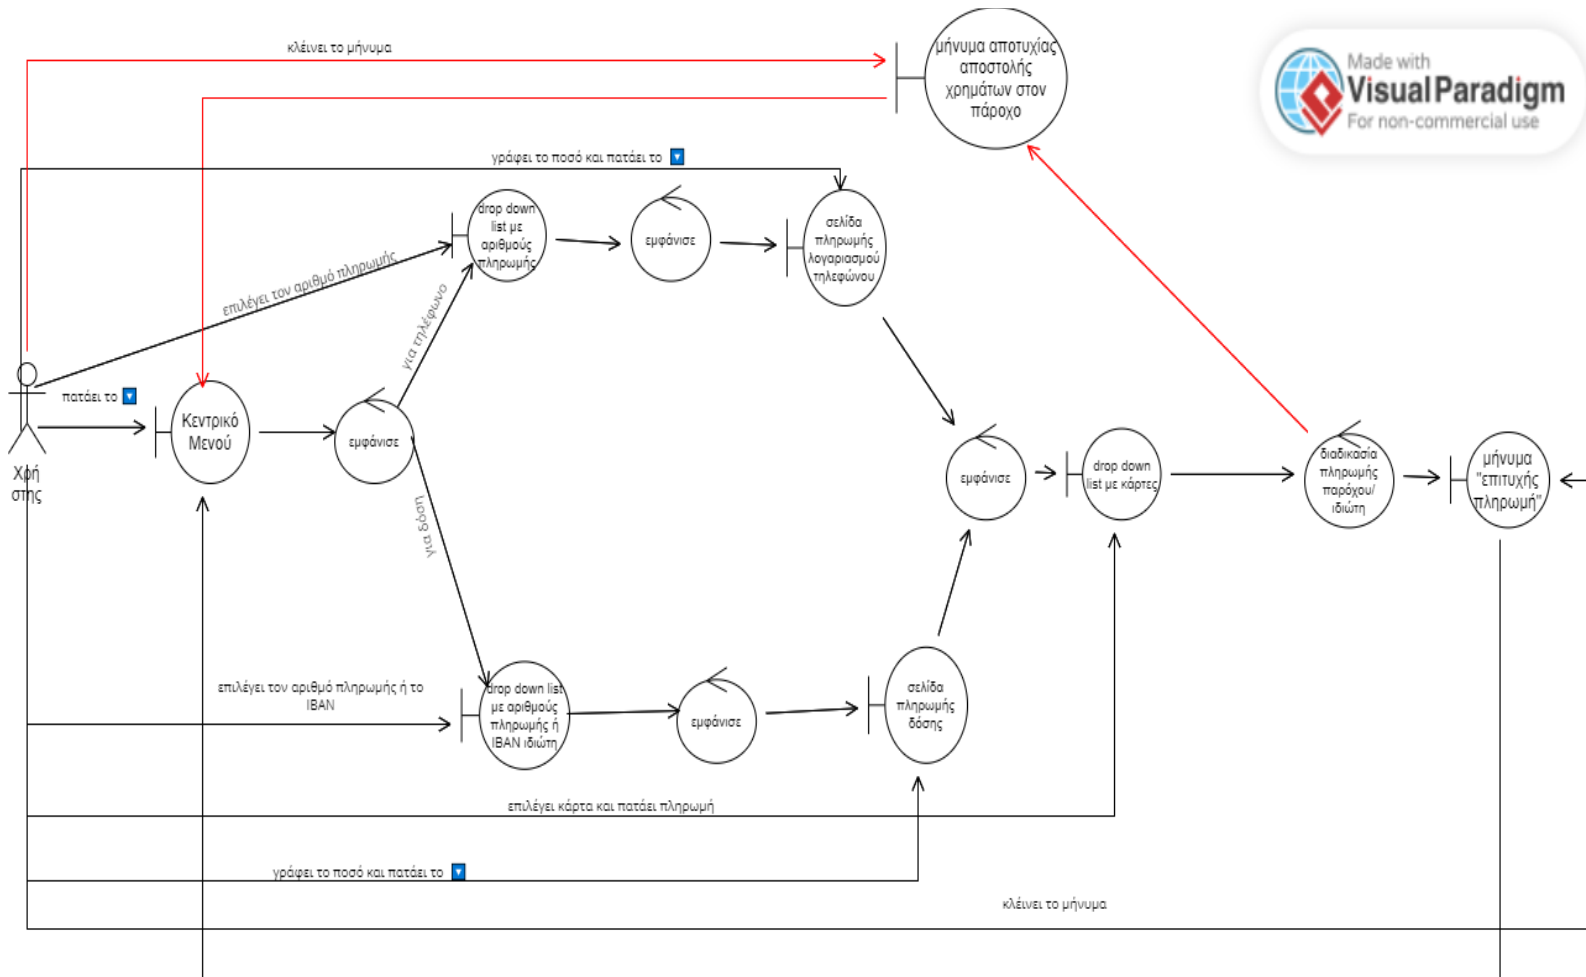 κλέινει το μήνυμα
μήνυμα αποτυχίας
αποστολής
χρημάτων στον
πάροχο
Made with
Visual Paradigm
For non-commercial use
γράφει το ποσό και πατάει το
drop down
list με
αριθμούς
πληρωμής
εμφάνισε
σελίδα
πληρωμής
λογαριασμού
τηλεφώνου
επιλέγει τον αριθμό πληρωμής
για τηλέφωνο
πατάει το
Χρή
στης
Κεντρικό
Μενού
εμφάνισε
για δόση
εμφάνισε
drop down
list με κάρτες
διαδικασία
πληρωμής
παρόχου/
ιδιώτη
μήνυμα
"επιτυχής
πληρωμή"
επιλέγει τον αριθμό πληρωμής ή το
IBAN
drop down list
με αριθμούς
πληρωμής ή
IBAN ιδιώτη
εμφάνισε
σελίδα
πληρωμής
δόσης
επιλέγει κάρτα και πατάει πληρωμή
γράφει το ποσό και πατάει το
κλέινει το μήνυμα